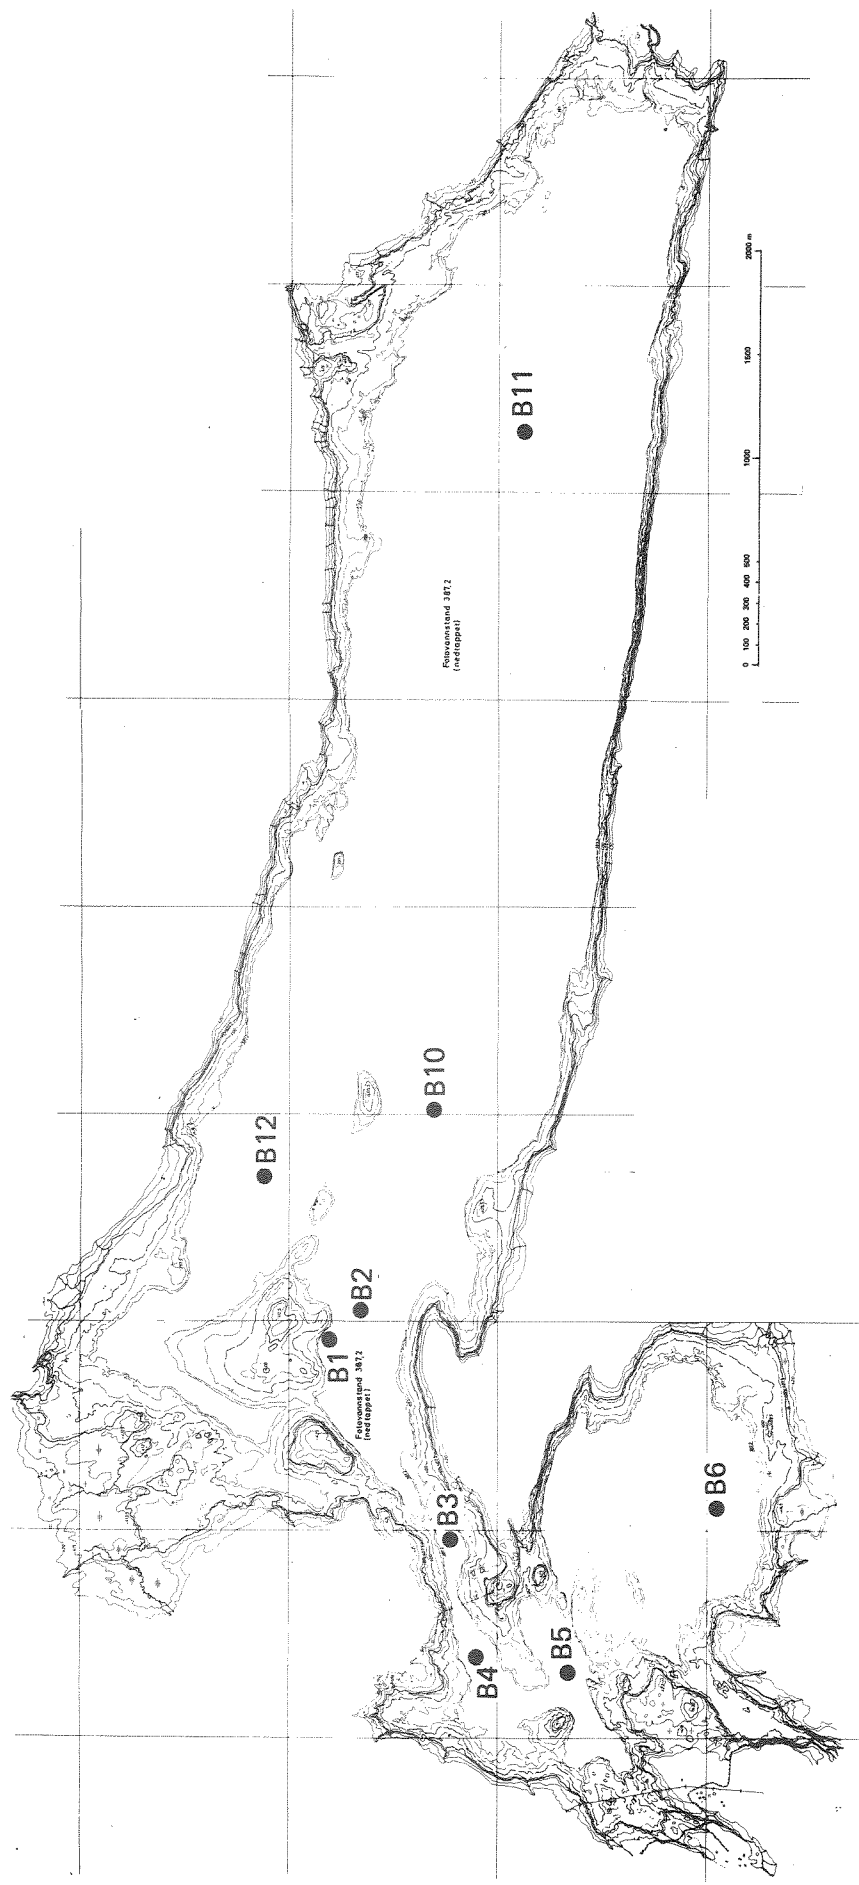 B11
2000 m
1500
1000
500
400
300
200
100
0
Fotovannstand 387,2
(nedtappet)
B10
B12
B2
B1
Fotovannstand 387,2
(nedtappet)
B3
B6
B4
B5